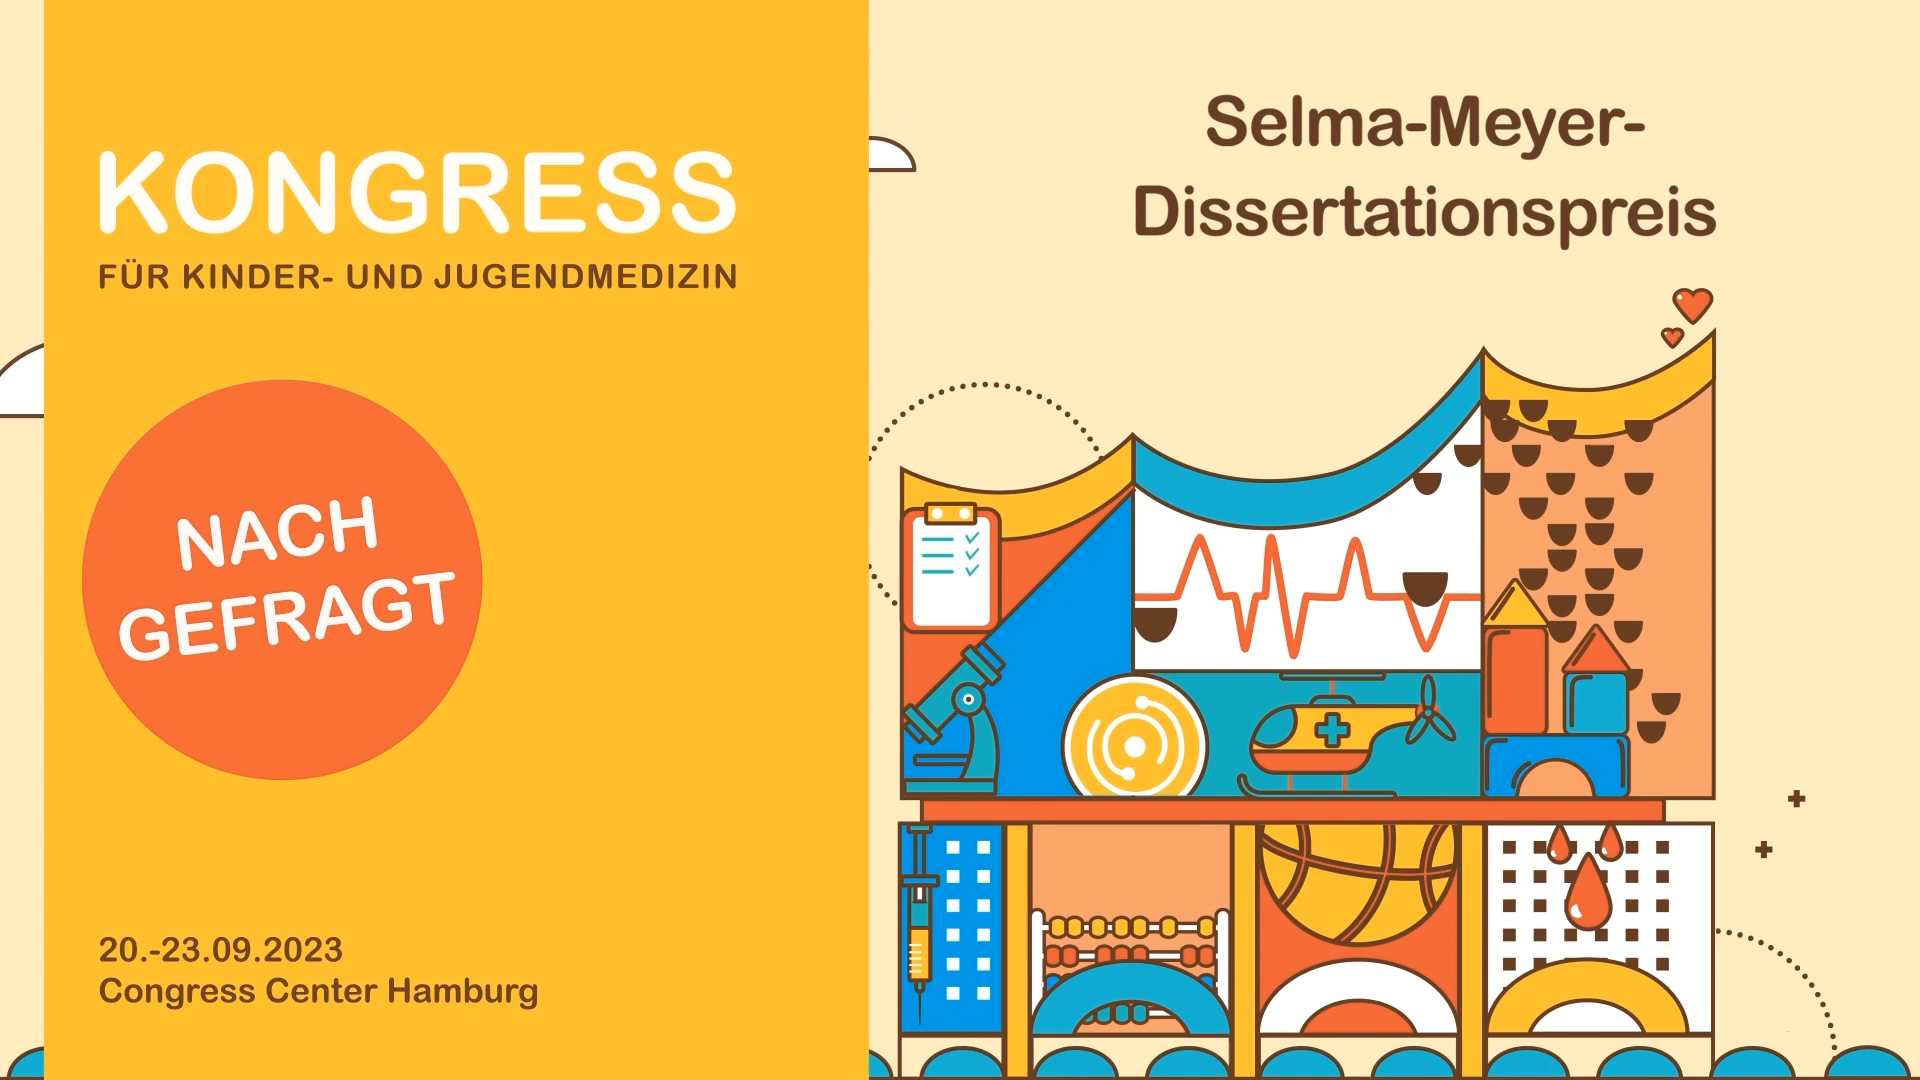 KONGRESS
FÜR KINDER- UND JUGENDMEDIZIN
NACH
GEFRAGT
20.-23.09.2023
Congress Center Hamburg
Selma-Meyer-
Dissertationspreis